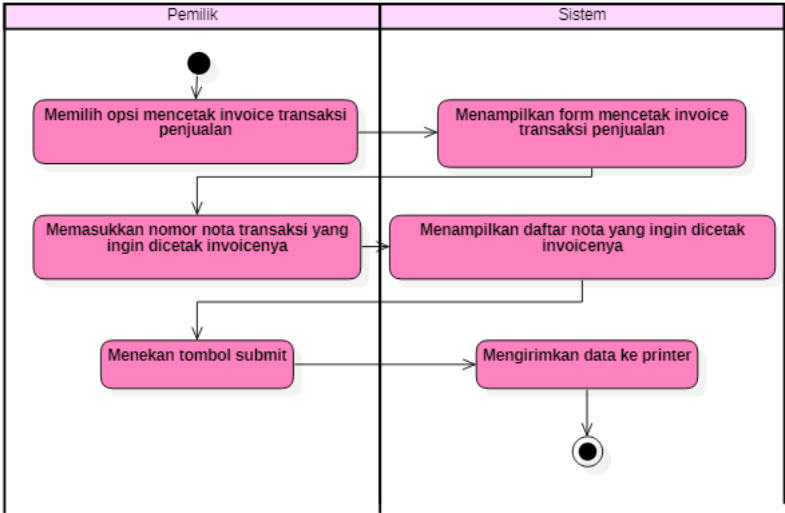 Pemilik
Sistem
Memilih opsi mencetak invoice transaksi
penjualan
Menampilkan form mencetak invoice
transaksi penjualan
Memasukkan nomor nota transaksi yang
ingin dicetak invoicenya
Menampilkan daftar nota yang ingin dicetak
invoicenya
Menekan tombol submit
Mengirimkan data ke printer